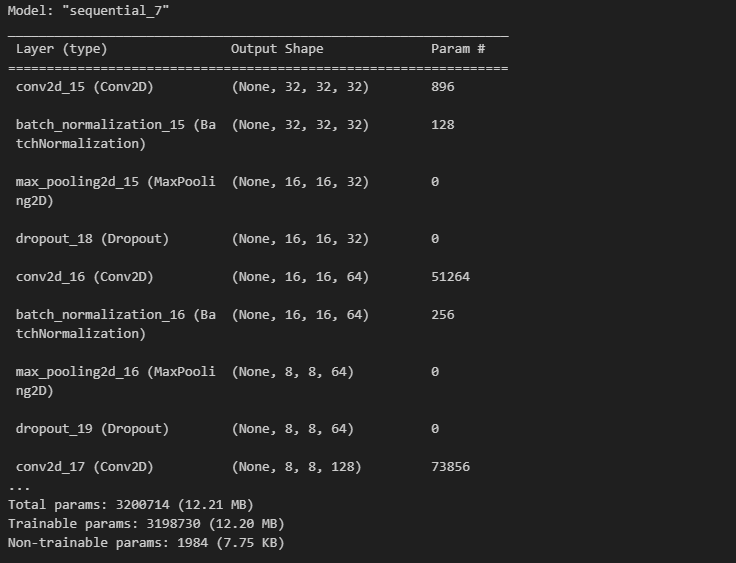 Model: "sequential_7"
_________________________________________________________________
Layer (type) Output Shape Param #
=================================================================
conv2d_15 (Conv2D) (None, 32, 32, 32) 896
batch_normalization_15 (Ba (None, 32, 32, 32) 128
tchNormalization)
max_pooling2d_15 (MaxPooli (None, 16, 16, 32) 0
ng2D)
dropout_18 (Dropout) (None, 16, 16, 32) 0
conv2d_16 (Conv2D) (None, 16, 16, 64) 51264
batch_normalization_16 (Ba (None, 16, 16, 64) 256
tchNormalization)
max_pooling2d_16 (MaxPooli (None, 8, 8, 64) 0
ng2D)
dropout_19 (Dropout) (None, 8, 8, 64) 0
conv2d_17 (Conv2D) (None, 8, 8, 128) 73856
...
Total params: 3200714 (12.21 MB)
Trainable params: 3198730 (12.20 MB)
Non-trainable params: 1984 (7.75 KB)